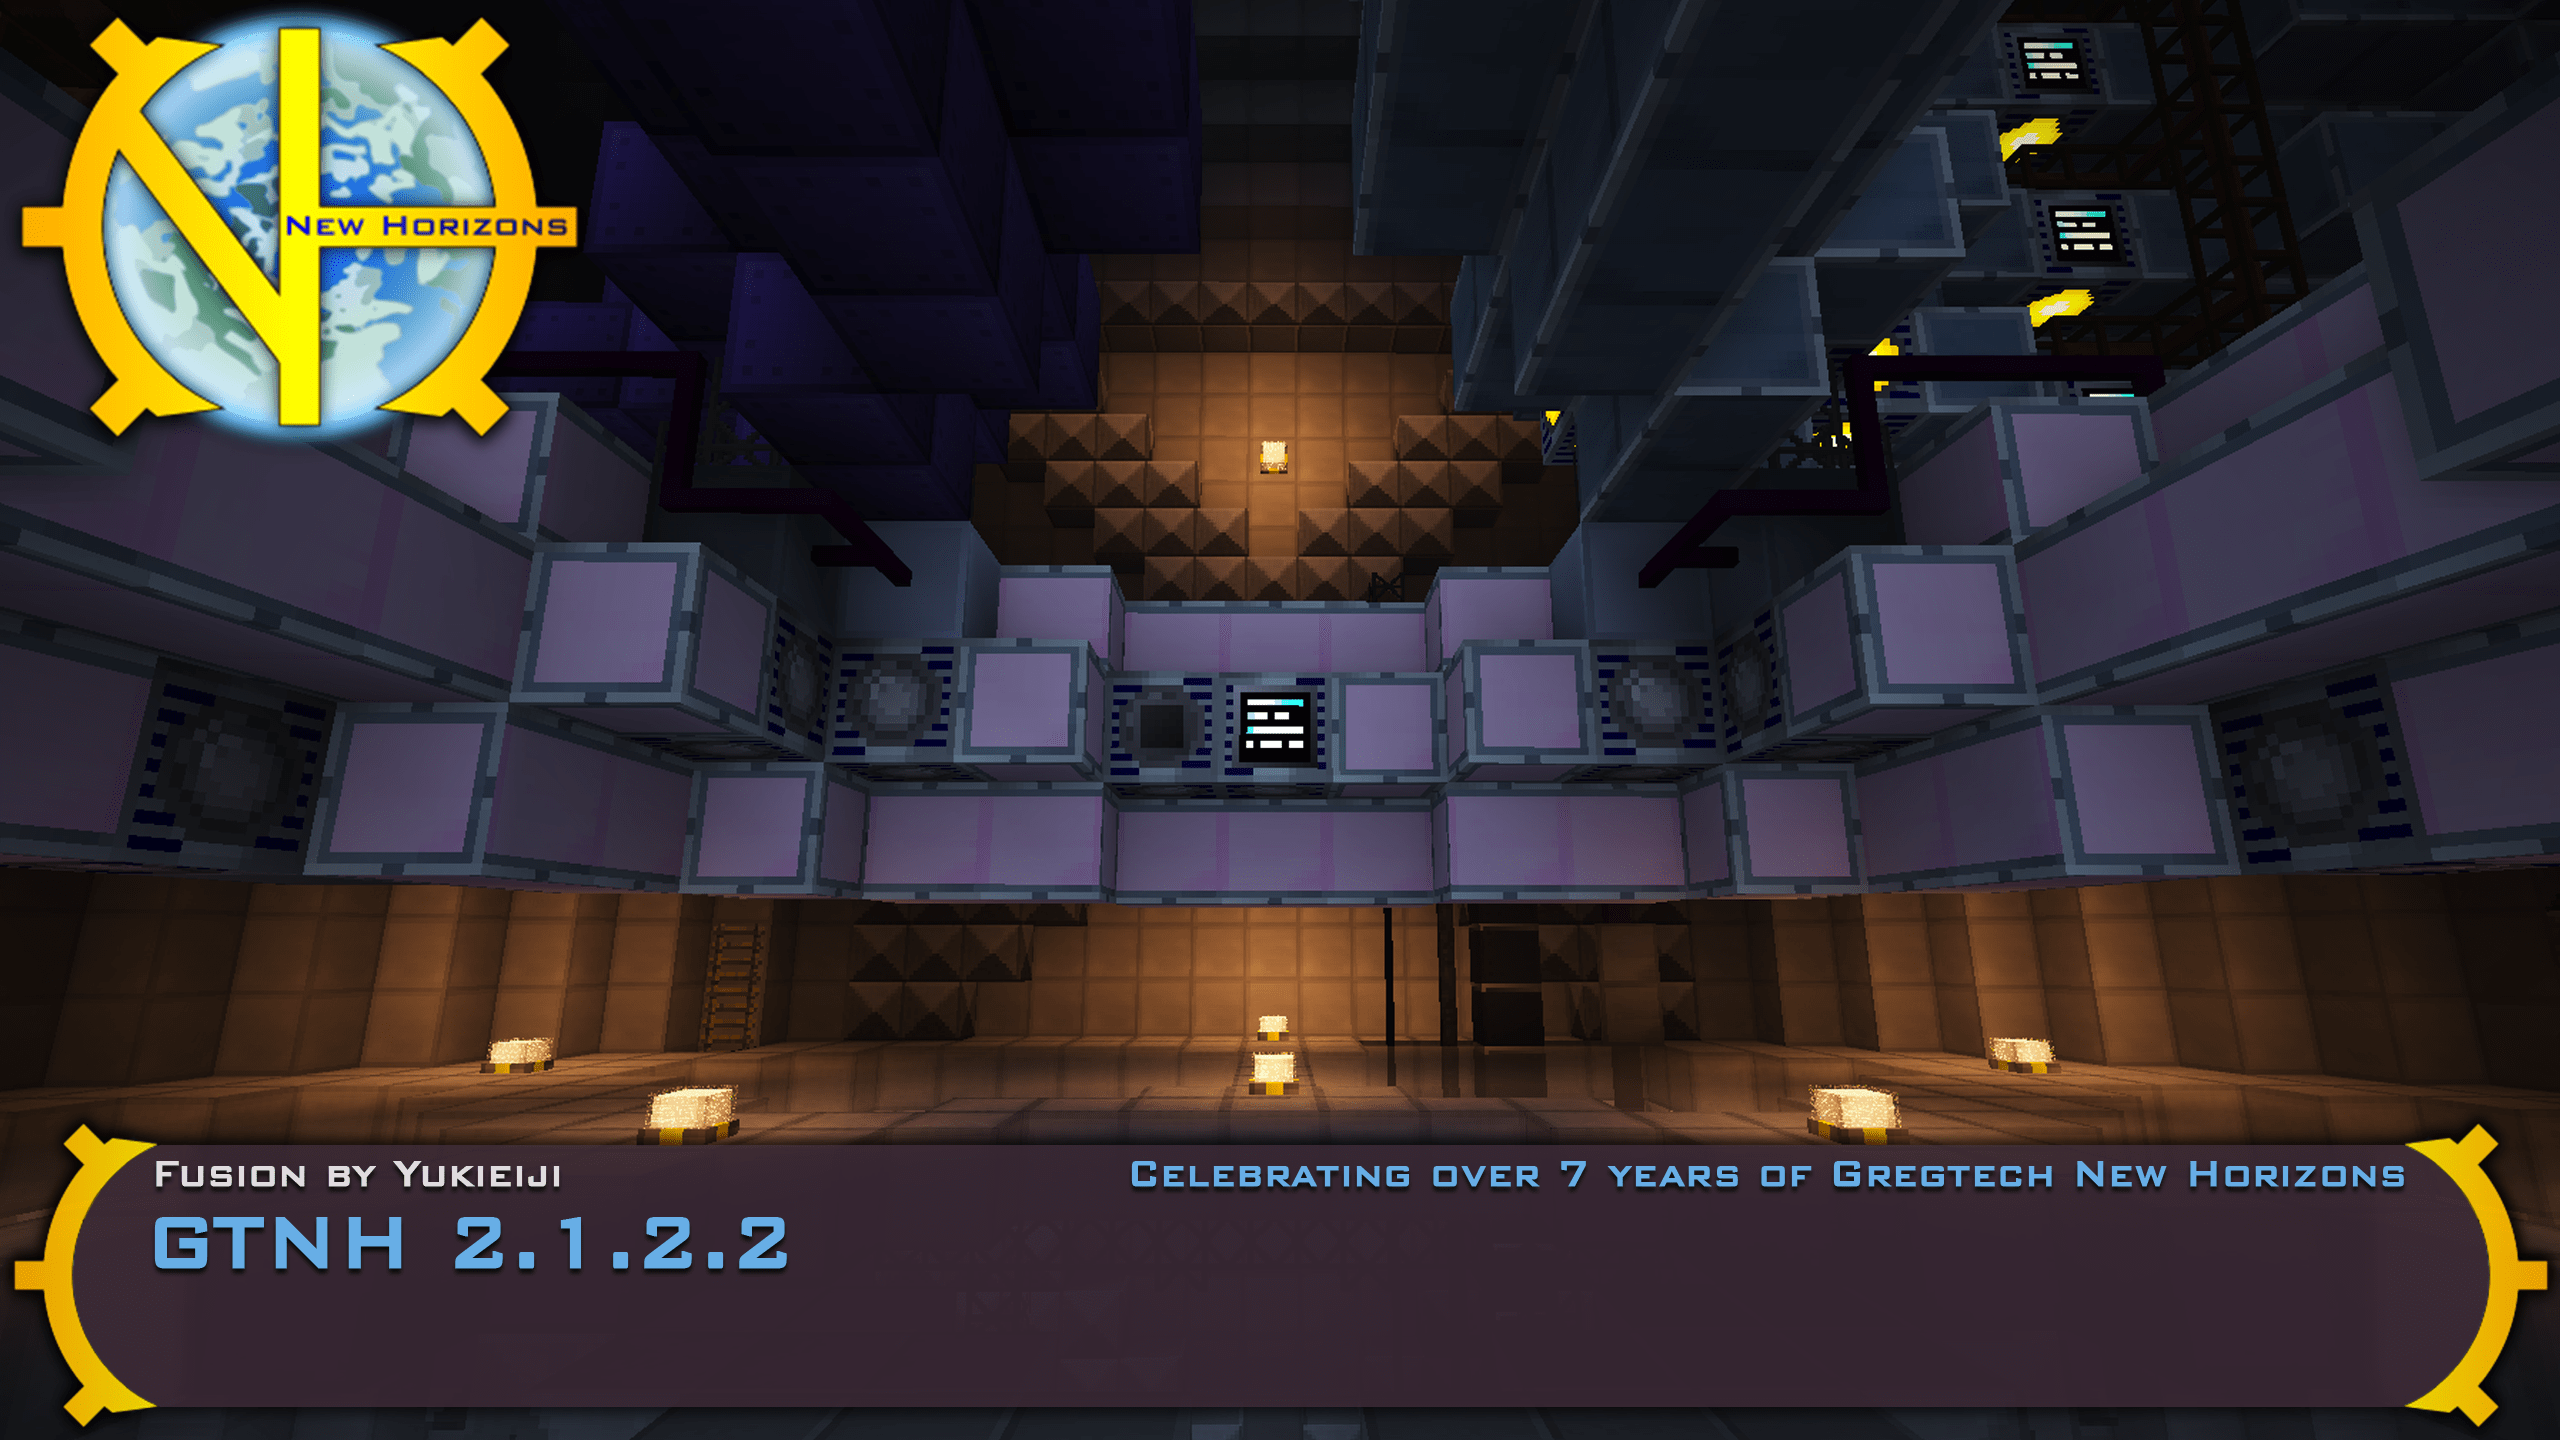 New Horizons
Fusion by Yukieiji
Celebrating over 7 years of Gregtech New Horizons
GTNH 2.1.2.2